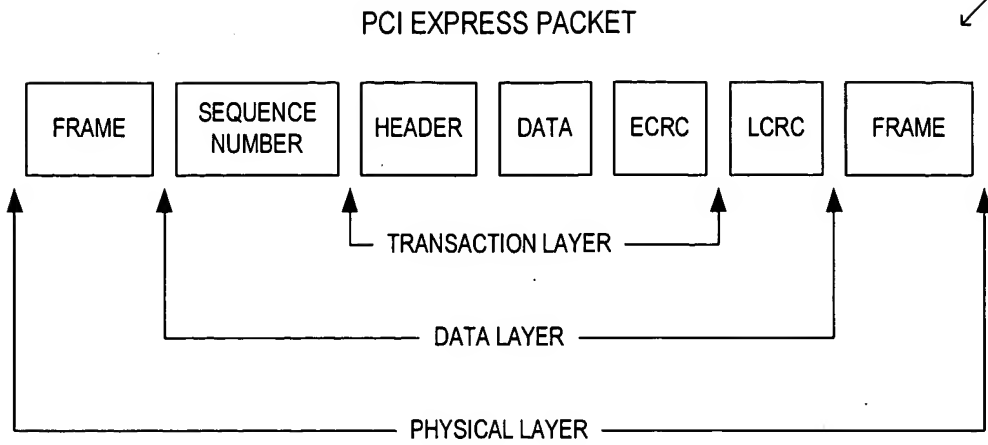 PCI EXPRESS PACKET
FRAME
SEQUENCE
NUMBER
HEADER
DATA
ECRC
LCRC
FRAME
TRANSACTION LAYER
DATA LAYER
PHYSICAL LAYER